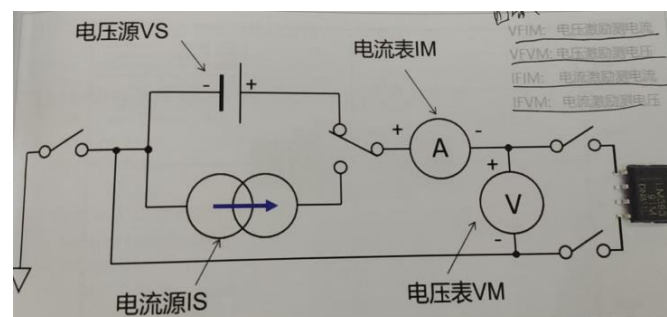 电压源VS
电流表IM
VFIM: 电压激励测电流
VFVM: 电压激励测电压
IFIM: 电流激励测电流
IFVM: 电流激励测电压
- +
+ A -
+
V
-
电流源IS
电压表VM